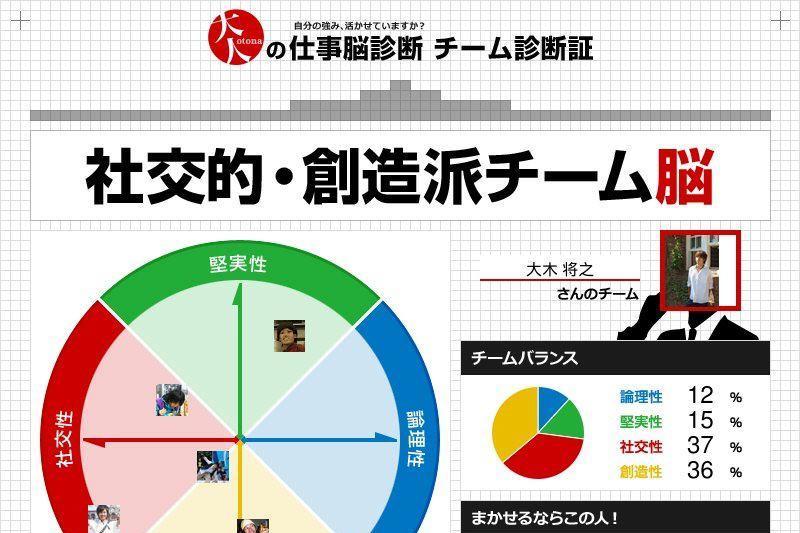 自分の強み、活かせていますか？
大人 otona の仕事脳診断 チーム診断証
社交的・創造派チーム脳
堅実性
大木 将之
さんのチーム
チームバランス
論理性 12 %
堅実性 15 %
社交性 37 %
創造性 36 %
社交性
論理性
まかせるならこの人！